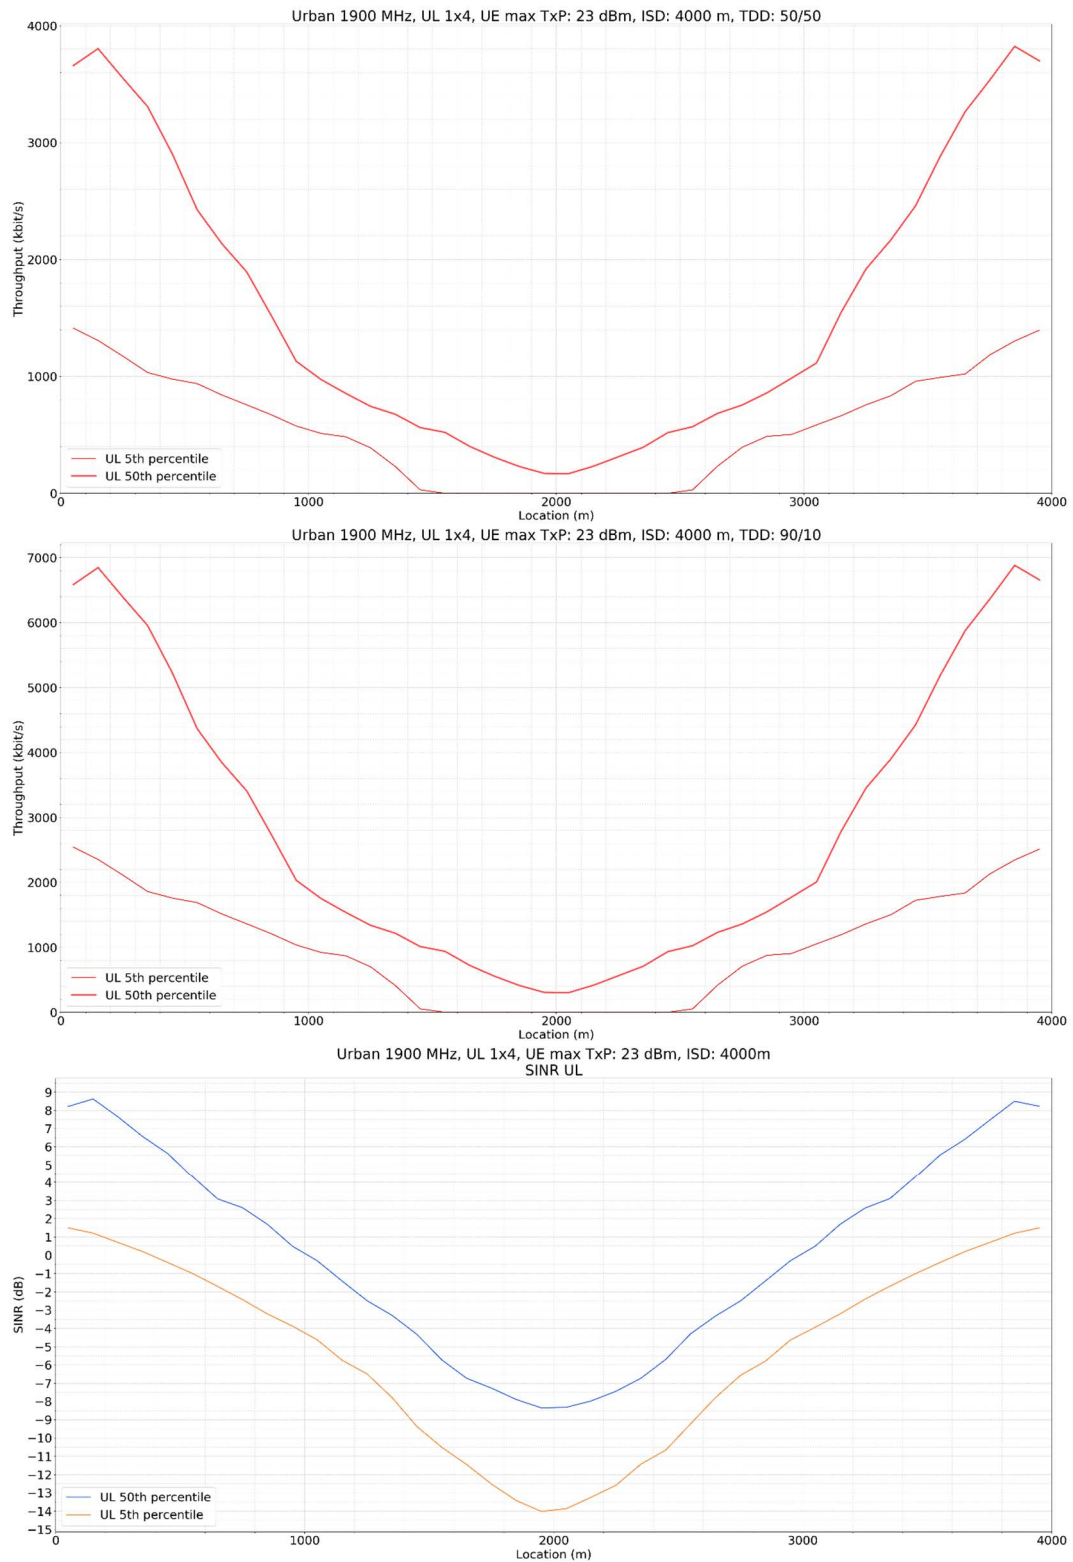 Urban 1900 MHz, UL 1x4, UE max TxP: 23 dBm, ISD: 4000 m, TDD: 50/50
4000
3000
2000
1000
0
Throughput (kbit/s)
UL 5th percentile
UL 50th percentile
0 1000 2000 3000 4000
Location (m)
Urban 1900 MHz, UL 1x4, UE max TxP: 23 dBm, ISD: 4000 m, TDD: 90/10
7000
6000
5000
4000
3000
2000
1000
0
Throughput (kbit/s)
UL 5th percentile
UL 50th percentile
0 1000 2000 3000 4000
Location (m)
Urban 1900 MHz, UL 1x4, UE max TxP: 23 dBm, ISD: 4000m
SINR UL
9
8
7
6
5
4
3
2
1
0
−1
−2
−3
−4
−5
−6
−7
−8
−9
−10
−11
−12
−13
−14
−15
SINR (dB)
UL 50th percentile
UL 5th percentile
0 1000 2000 3000 4000
Location (m)